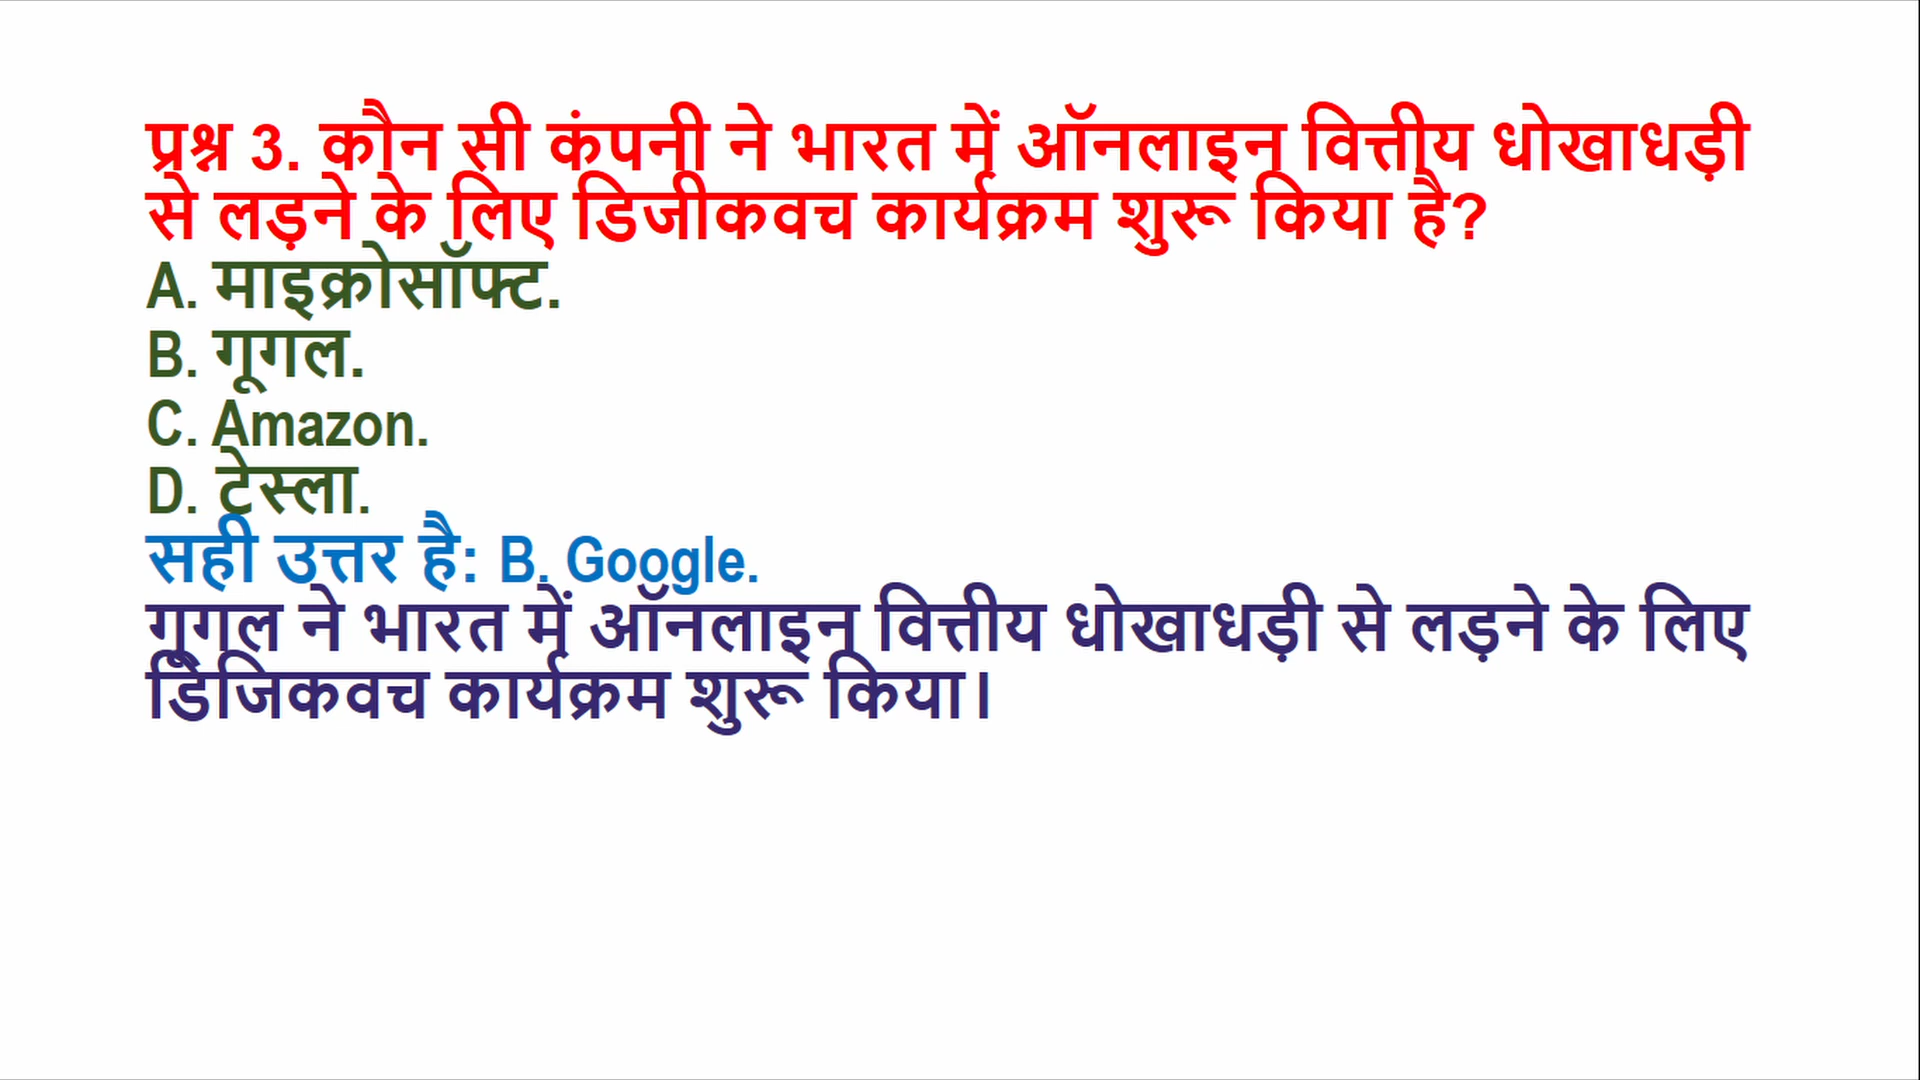 प्रश्न 3. कौन सी कंपनी ने भारत में ऑनलाइन वित्तीय धोखाधड़ी
से लड़ने के लिए डिजीकवच कार्यक्रम शुरू किया है?
A. माइक्रोसॉफ्ट.
B. गूगल.
C. Amazon.
D. टेस्ला.
सही उत्तर है: B. Google.
गूगल ने भारत में ऑनलाइन वित्तीय धोखाधड़ी से लड़ने के लिए
डिजिकवच कार्यक्रम शुरू किया।